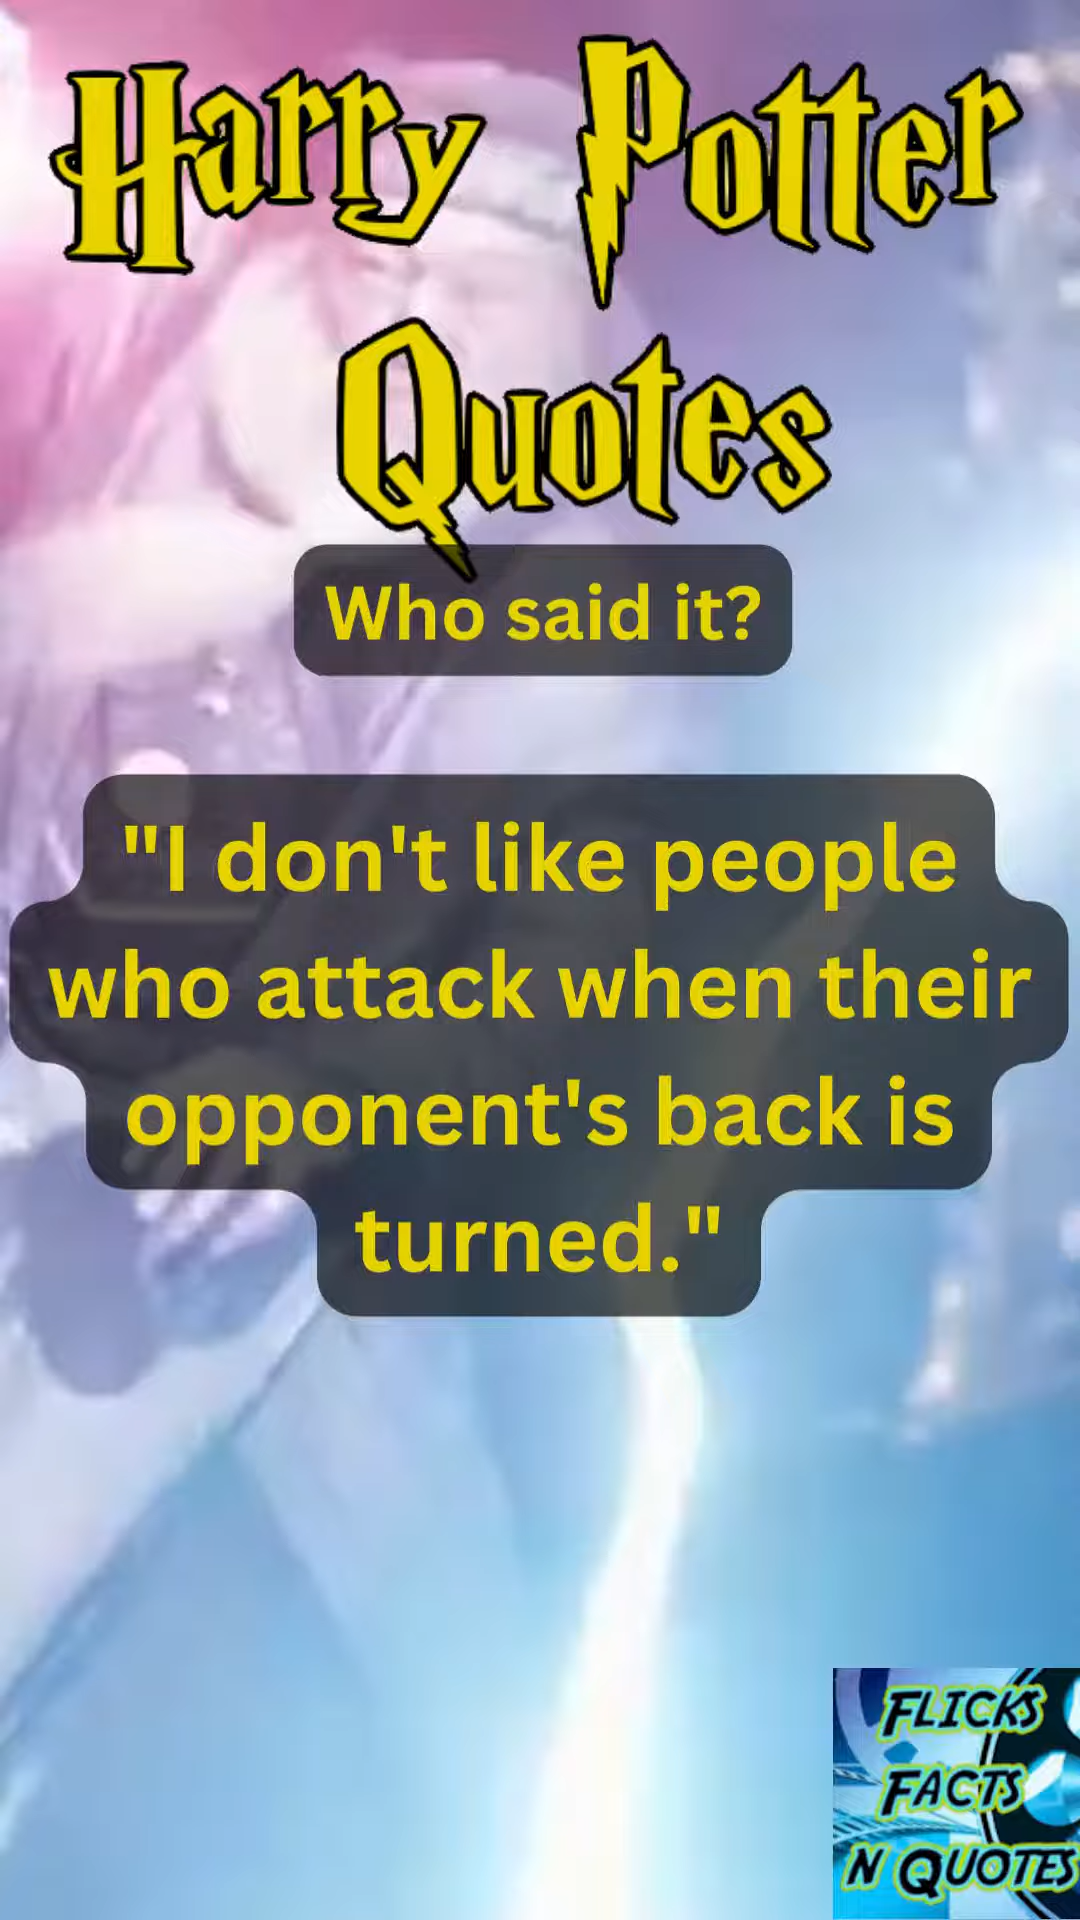 Harry Potter
Quotes
Who said it?
"I don't like people
who attack when their
opponent's back is
turned."
FLICKS
FACTS
N QUOTES